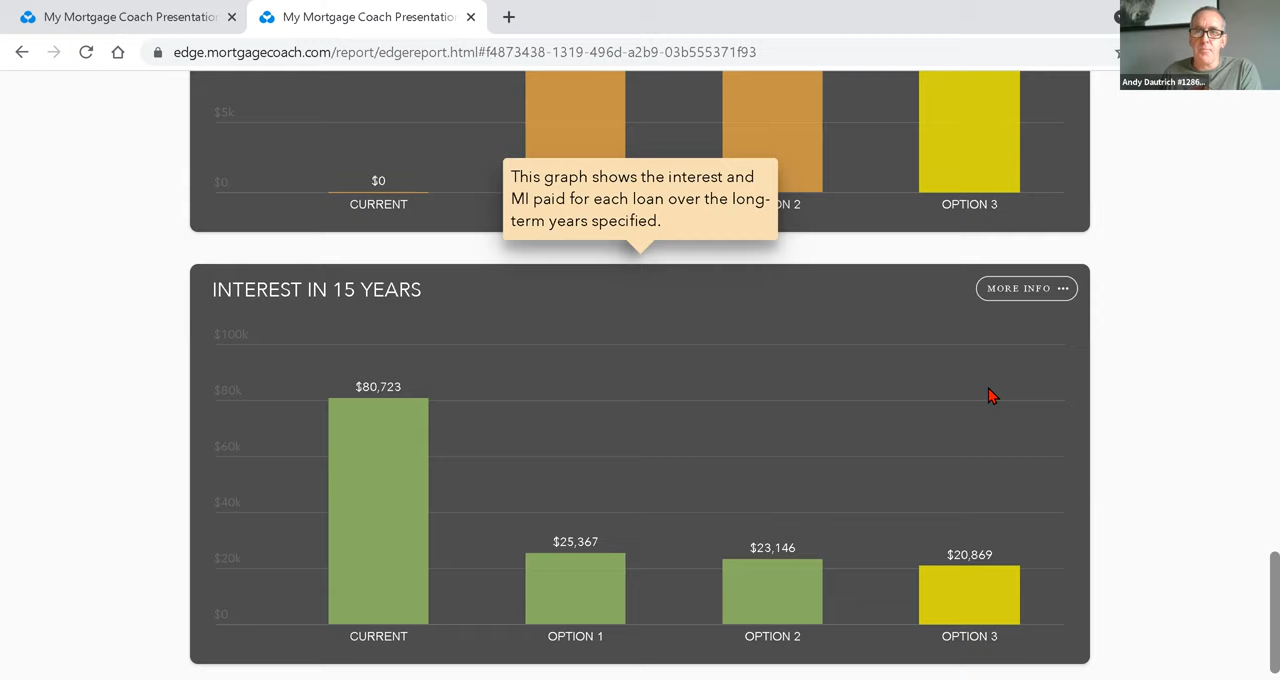 My Mortgage Coach Presentation
My Mortgage Coach Presentation
edge.mortgagecoach.com/report/edgereport.html#f4873438-1319-496d-a2b9-03b555371f93
Andy Dautrich #1286...
$5k
$0
$0
CURRENT
ON 2
OPTION 3
This graph shows the interest and
MI paid for each loan over the long-
term years specified.
INTEREST IN 15 YEARS
MORE INFO •••
$100k
$80k
$60k
$40k
$20k
$0
$80,723
$25,367
$23,146
$20,869
CURRENT
OPTION 1
OPTION 2
OPTION 3